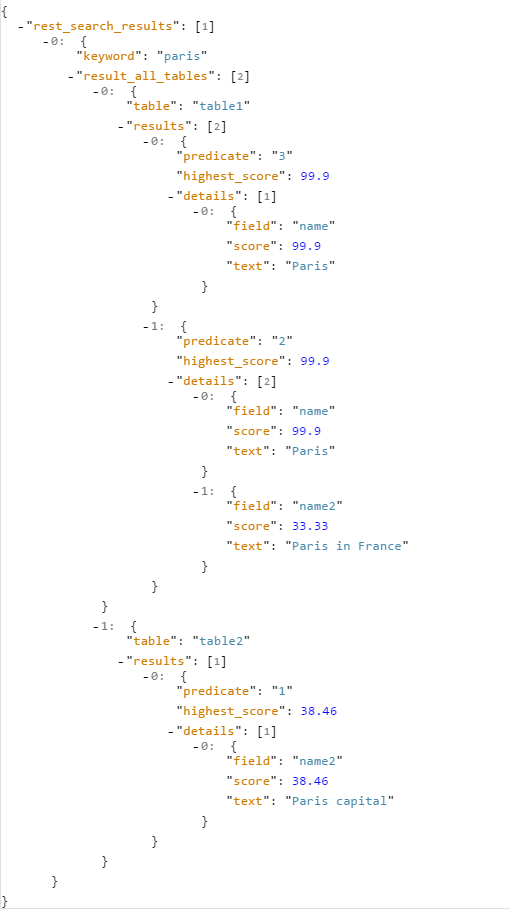 {
-"rest_search_results": [1]
-0: {
"keyword": "paris"
-"result_all_tables": [2]
-0: {
"table": "table1"
-"results": [2]
-0: {
"predicate": "3"
"highest_score": 99.9
-"details": [1]
-0: {
"field": "name"
"score": 99.9
"text": "Paris"
}
}
-1: {
"predicate": "2"
"highest_score": 99.9
-"details": [2]
-0: {
"field": "name"
"score": 99.9
"text": "Paris"
}
-1: {
"field": "name2"
"score": 33.33
"text": "Paris in France"
}
}
}
-1: {
"table": "table2"
-"results": [1]
-0: {
"predicate": "1"
"highest_score": 38.46
-"details": [1]
-0: {
"field": "name2"
"score": 38.46
"text": "Paris capital"
}
}
}
}
}